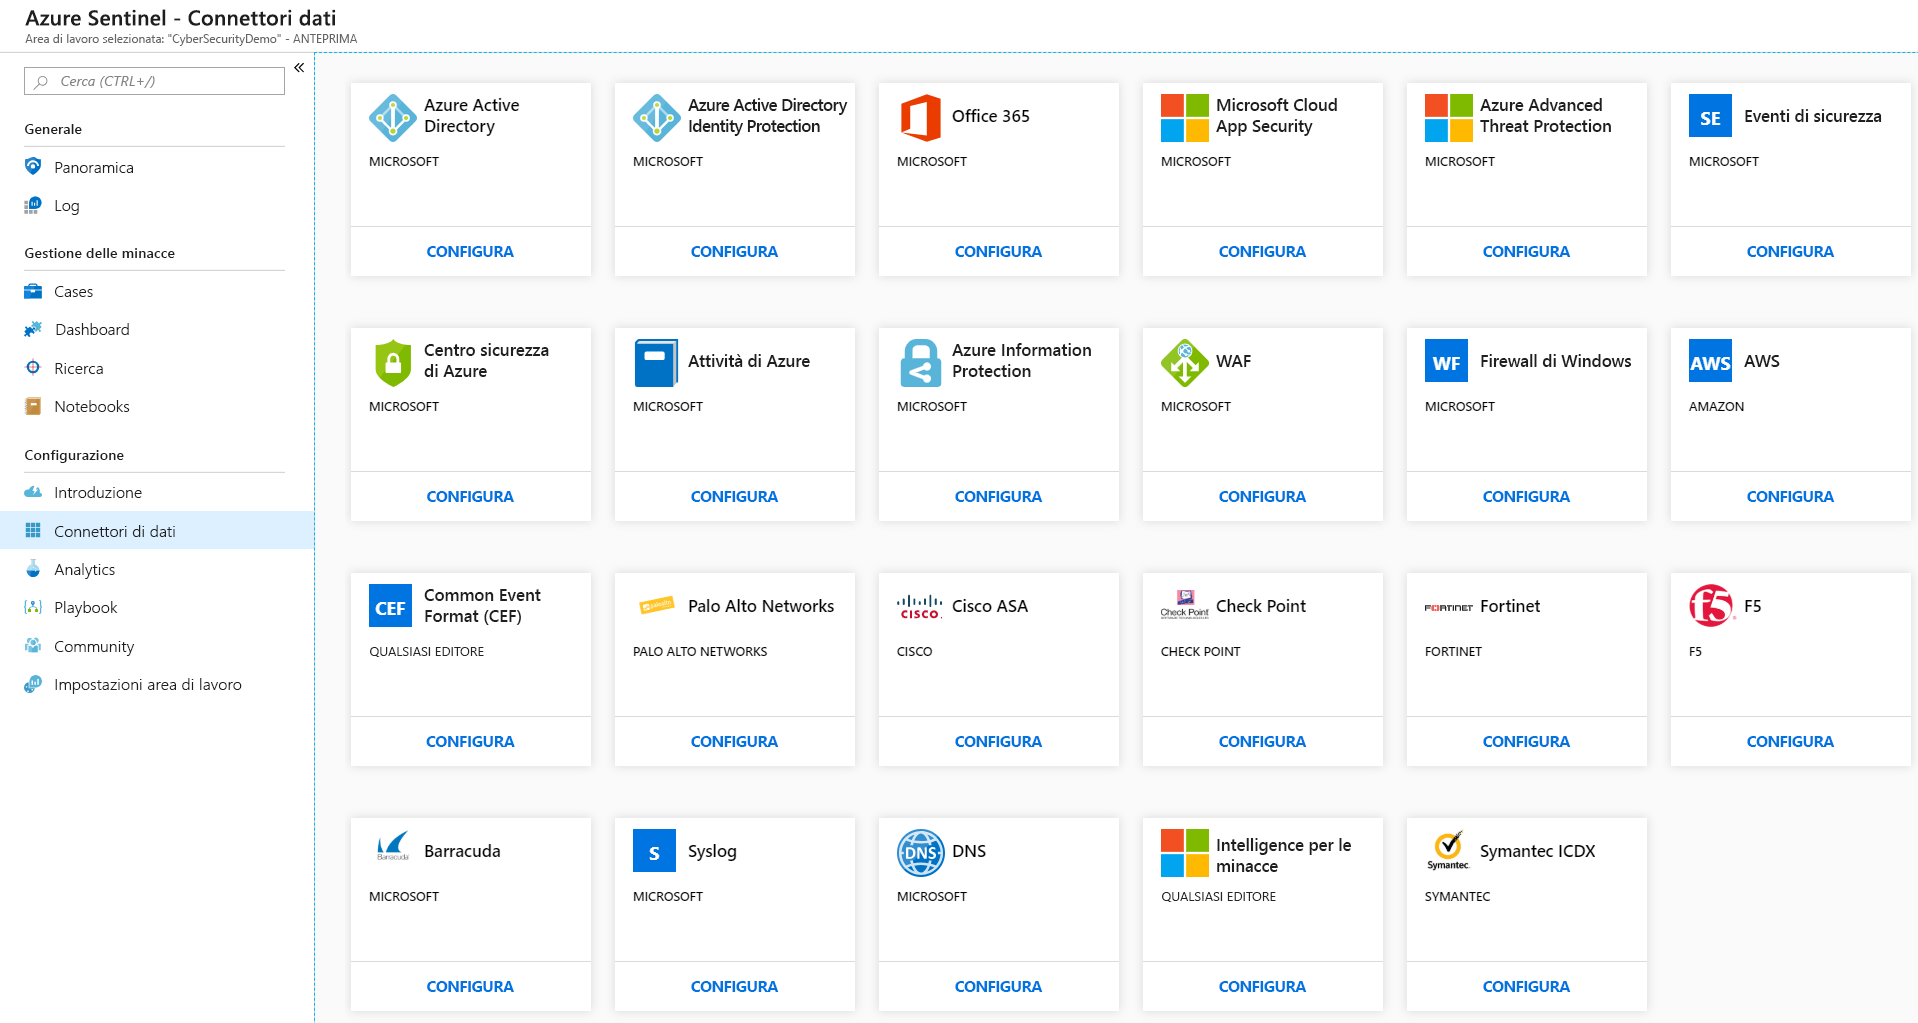 Azure Sentinel - Connettori dati
Area di lavoro selezionata: "CyberSecurityDemo" - ANTEPRIMA
«
Cerca (CTRL+/)
Generale
Panoramica
Log
Gestione delle minacce
Cases
Dashboard
Ricerca
Notebooks
Configurazione
Introduzione
Connettori di dati
Analytics
Playbook
Community
Impostazioni area di lavoro
Azure Active
Directory
MICROSOFT
CONFIGURA
Azure Active Directory
Identity Protection
MICROSOFT
CONFIGURA
Office 365
MICROSOFT
CONFIGURA
Microsoft Cloud
App Security
MICROSOFT
CONFIGURA
Azure Advanced
Threat Protection
MICROSOFT
CONFIGURA
SE
Eventi di sicurezza
MICROSOFT
CONFIGURA
Centro sicurezza
di Azure
MICROSOFT
CONFIGURA
Attività di Azure
MICROSOFT
CONFIGURA
Azure Information
Protection
MICROSOFT
CONFIGURA
WAF
MICROSOFT
CONFIGURA
WF
Firewall di Windows
MICROSOFT
CONFIGURA
AWS
AWS
AMAZON
CONFIGURA
CEF
Common Event
Format (CEF)
QUALSIASI EDITORE
CONFIGURA
paloalto
Palo Alto Networks
PALO ALTO NETWORKS
CONFIGURA
CISCO
Cisco ASA
CISCO
CONFIGURA
Check Point
Check Point
CHECK POINT
CONFIGURA
FORTINET
Fortinet
FORTINET
CONFIGURA
f5
F5
F5
CONFIGURA
Barracuda
Barracuda
MICROSOFT
CONFIGURA
S
Syslog
MICROSOFT
CONFIGURA
DNS
DNS
MICROSOFT
CONFIGURA
Intelligence per le
minacce
QUALSIASI EDITORE
CONFIGURA
Symantec.
Symantec ICDX
SYMANTEC
CONFIGURA